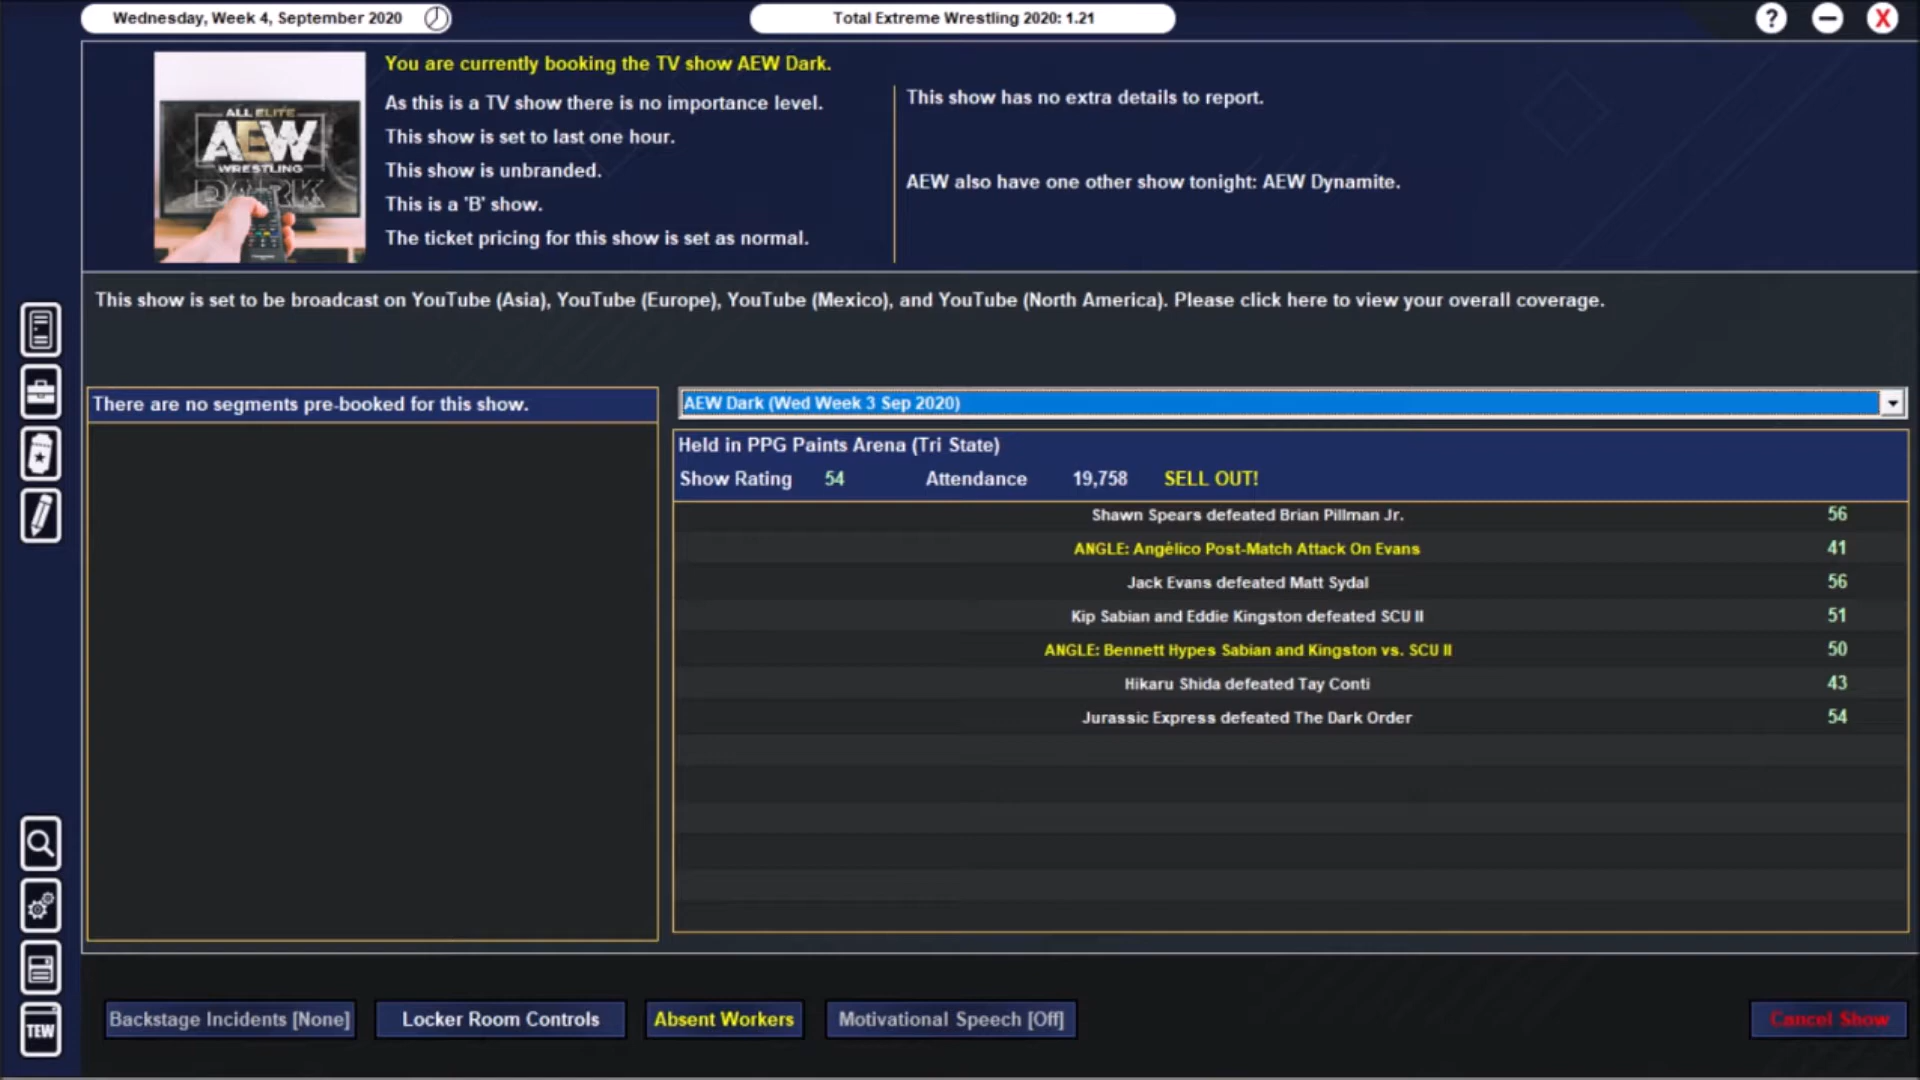 Wednesday, Week 4, September 2020
Total Extreme Wrestling 2020: 1.21
?
X
ALL ELITE
AEW
WRESTLING
DARK
You are currently booking the TV show AEW Dark.
As this is a TV show there is no importance level.
This show is set to last one hour.
This show is unbranded.
This is a 'B' show.
The ticket pricing for this show is set as normal.
This show has no extra details to report.
AEW also have one other show tonight: AEW Dynamite.
This show is set to be broadcast on YouTube (Asia), YouTube (Europe), YouTube (Mexico), and YouTube (North America). Please click here to view your overall coverage.
There are no segments pre-booked for this show.
AEW Dark (Wed Week 3 Sep 2020)
Held in PPG Paints Arena (Tri State)
Show Rating 54 Attendance 19,758 SELL OUT!
Shawn Spears defeated Brian Pillman Jr. 56
ANGLE: Angélico Post-Match Attack On Evans 41
Jack Evans defeated Matt Sydal 56
Kip Sabian and Eddie Kingston defeated SCU II 51
ANGLE: Bennett Hypes Sabian and Kingston vs. SCU II 50
Hikaru Shida defeated Tay Conti 43
Jurassic Express defeated The Dark Order 54
TEW
Backstage Incidents [None]
Locker Room Controls
Absent Workers
Motivational Speech [Off]
Cancel Show